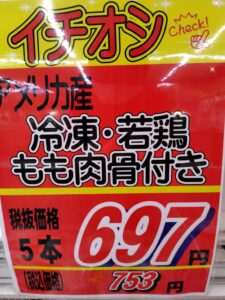 イチオシ
Check!
アメリカ産
冷凍・若鶏
もも肉骨付き
税抜価格
5本
697円
(税込価格) 753円